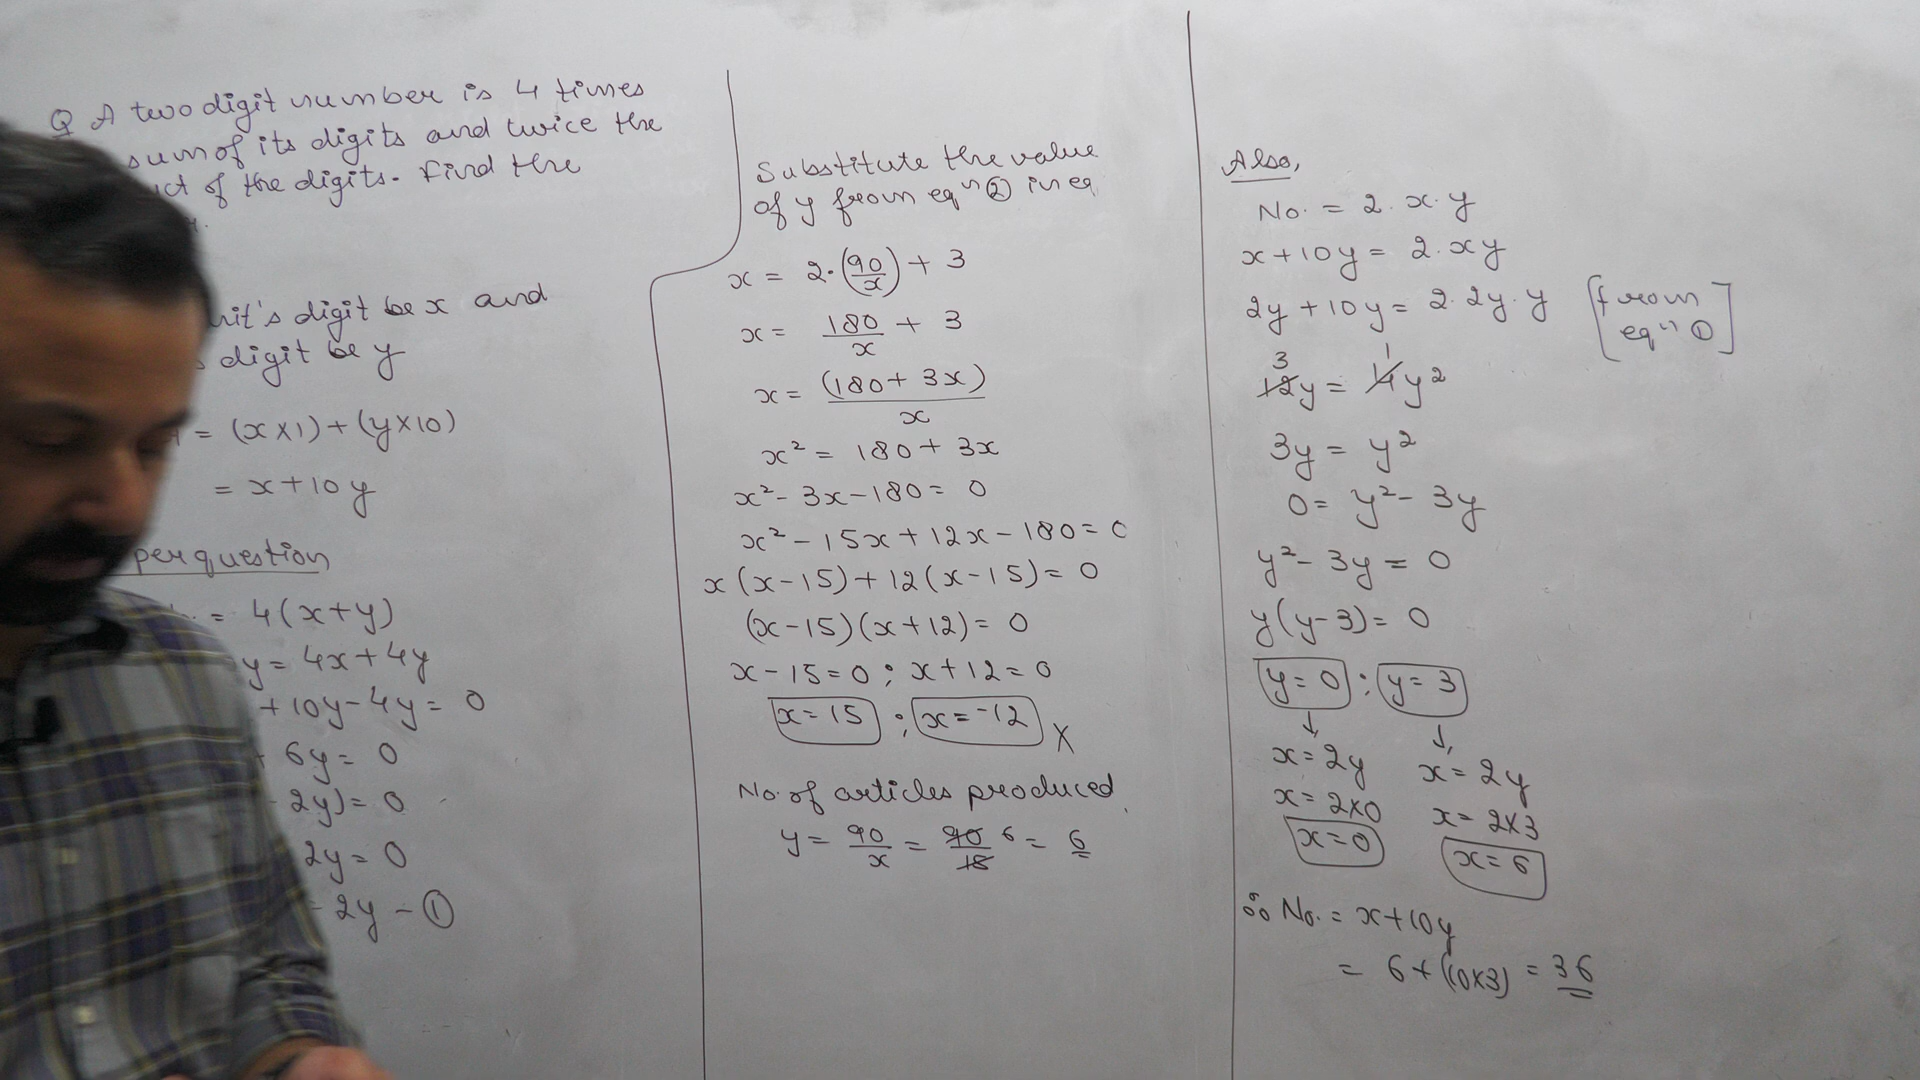 Q A two digit number is 4 times
sum of its digits and twice the
of the digits. Find the
digit be x and
digit be y
= (x×1)+(y×10)
= x+10y
per question
= 4(x+y)
y = 4x+4y
+10y-4y = 0
6y = 0
2y) = 0
2y = 0
2y - ①
Substitute the value
of y from eqⁿ ② in eq
x = 2·(90/x) + 3
x = 180/x + 3
x = (180+3x)/x
x² = 180+3x
x²-3x-180 = 0
x²-15x+12x-180 = 0
x(x-15)+12(x-15) = 0
(x-15)(x+12) = 0
x-15=0 ; x+12=0
x=15 ; x=-12 X
No. of articles produced
y = 90/x = 90/15 6 = 6
Also,
No. = 2·x·y
x+10y = 2·xy
2y+10y = 2·2y·y [from
eqⁿ ①]
3 1
12y = 4y²
3y = y²
0 = y²-3y
y²-3y = 0
y(y-3) = 0
y=0 ; y=3
↓ ↓
x=2y x=2y
x=2×0 x=2×3
x=0 x=6
∴ No. = x+10y
= 6+(10×3) = 36